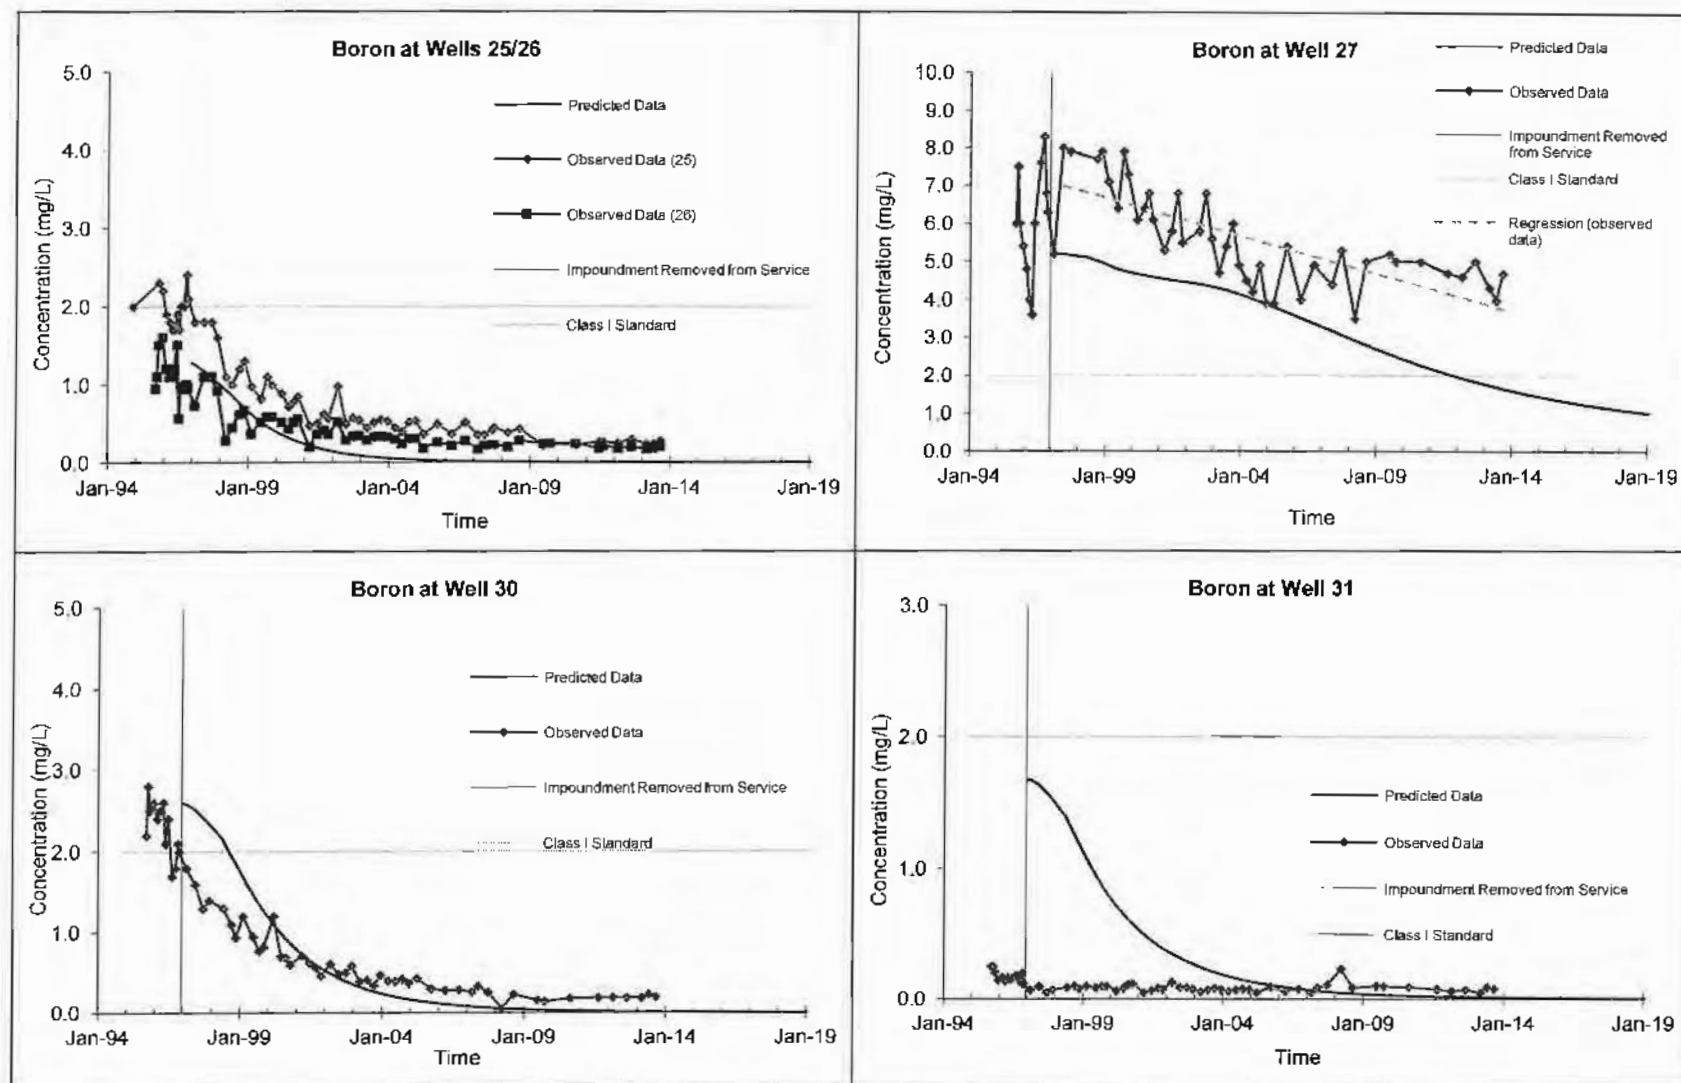 Boron at Wells 25/26
5.0
4.0
3.0
2.0
1.0
0.0
Concentration (mg/L)
Predicted Data
Observed Data (25)
Observed Data (26)
Impoundment Removed from Service
Class I Standard
Jan-94
Jan-99
Jan-04
Jan-09
Jan-14
Jan-19
Time
Boron at Well 27
10.0
9.0
8.0
7.0
6.0
5.0
4.0
3.0
2.0
1.0
0.0
Concentration (mg/L)
Predicted Data
Observed Data
Impoundment Removed
from Service
Class I Standard
Regression (observed
data)
Jan-94
Jan-99
Jan-04
Jan-09
Jan-14
Jan-19
Time
Boron at Well 30
5.0
4.0
3.0
2.0
1.0
0.0
Concentration (mg/L)
Predicted Data
Observed Data
Impoundment Removed from Service
Class I Standard
Jan-94
Jan-99
Jan-04
Jan-09
Jan-14
Jan-19
Time
Boron at Well 31
3.0
2.0
1.0
0.0
Concentration (mg/L)
Predicted Data
Observed Data
Impoundment Removed from Service
Class I Standard
Jan-94
Jan-99
Jan-04
Jan-09
Jan-14
Jan-19
Time